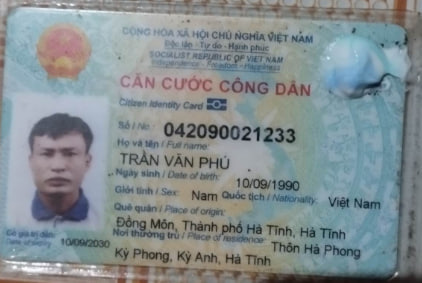 CỘNG HÒA XÃ HỘI CHỦ NGHĨA VIỆT NAM
Độc lập - Tự do - Hạnh phúc
SOCIALIST REPUBLIC OF VIET NAM
Independence - Freedom - Happiness
CĂN CƯỚC CÔNG DÂN
Citizen Identity Card
Số / No.: 042090021233
Họ và tên / Full name:
TRẦN VĂN PHÚ
Ngày sinh / Date of birth: 10/09/1990
Giới tính / Sex: Nam Quốc tịch / Nationality: Việt Nam
Quê quán / Place of origin:
Đồng Môn, Thành phố Hà Tĩnh, Hà Tĩnh
Nơi thường trú / Place of residence: Thôn Hà Phong
Kỳ Phong, Kỳ Anh, Hà Tĩnh
Có giá trị đến:
Date of expiry 10/09/2030